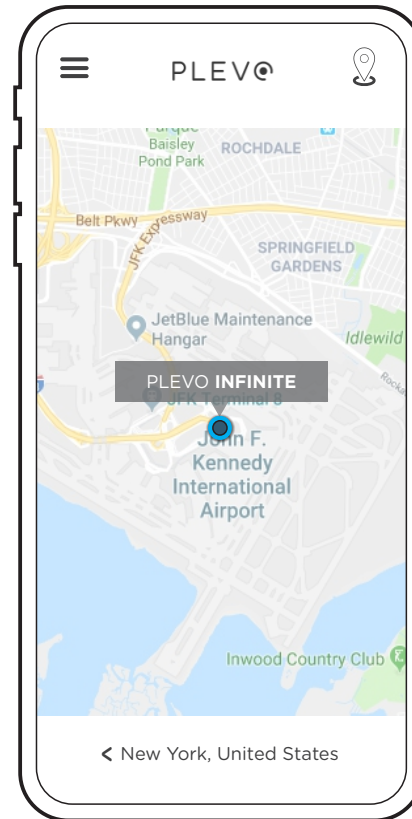 PLEVO
Parque
Baisley
Pond Park
ROCHDALE
Belt Pkwy
JFK Expressway
SPRINGFIELD
GARDENS
JetBlue Maintenance
Hangar
Idlewild
PLEVO INFINITE
JFK Terminal 8
John F.
Kennedy
International
Airport
Inwood Country Club
< New York, United States